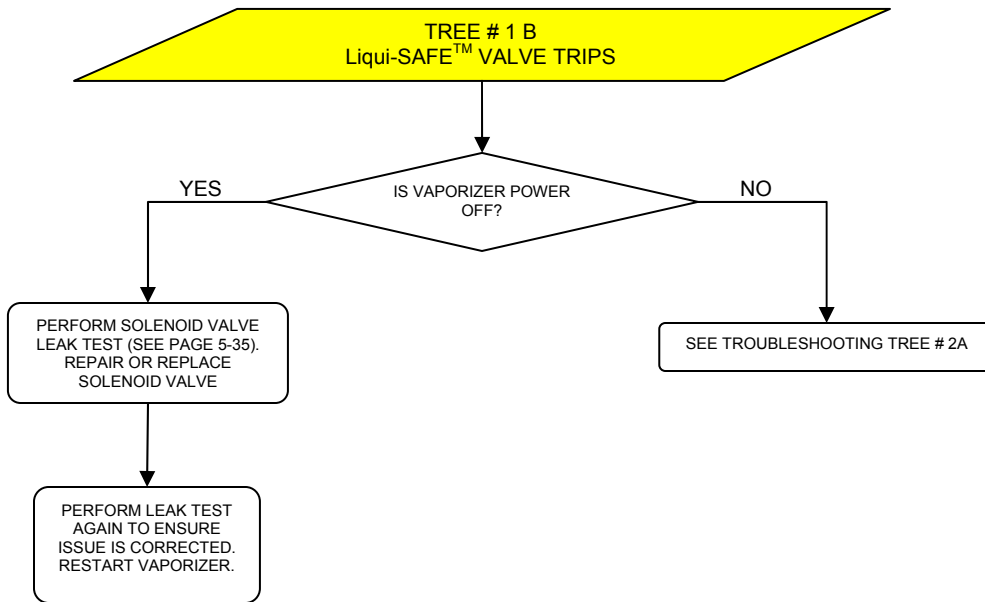 TREE # 1 B
Liqui-SAFE™ VALVE TRIPS
IS VAPORIZER POWER
OFF?
YES
NO
PERFORM SOLENOID VALVE
LEAK TEST (SEE PAGE 5-35).
REPAIR OR REPLACE
SOLENOID VALVE
SEE TROUBLESHOOTING TREE # 2A
PERFORM LEAK TEST
AGAIN TO ENSURE
ISSUE IS CORRECTED.
RESTART VAPORIZER.